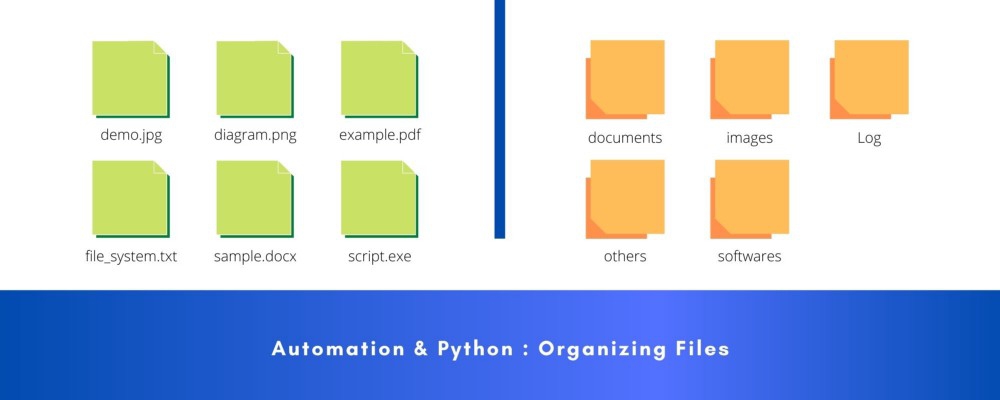 demo.jpg
diagram.png
example.pdf
file_system.txt
sample.docx
script.exe
documents
images
Log
others
softwares
Automation & Python : Organizing Files